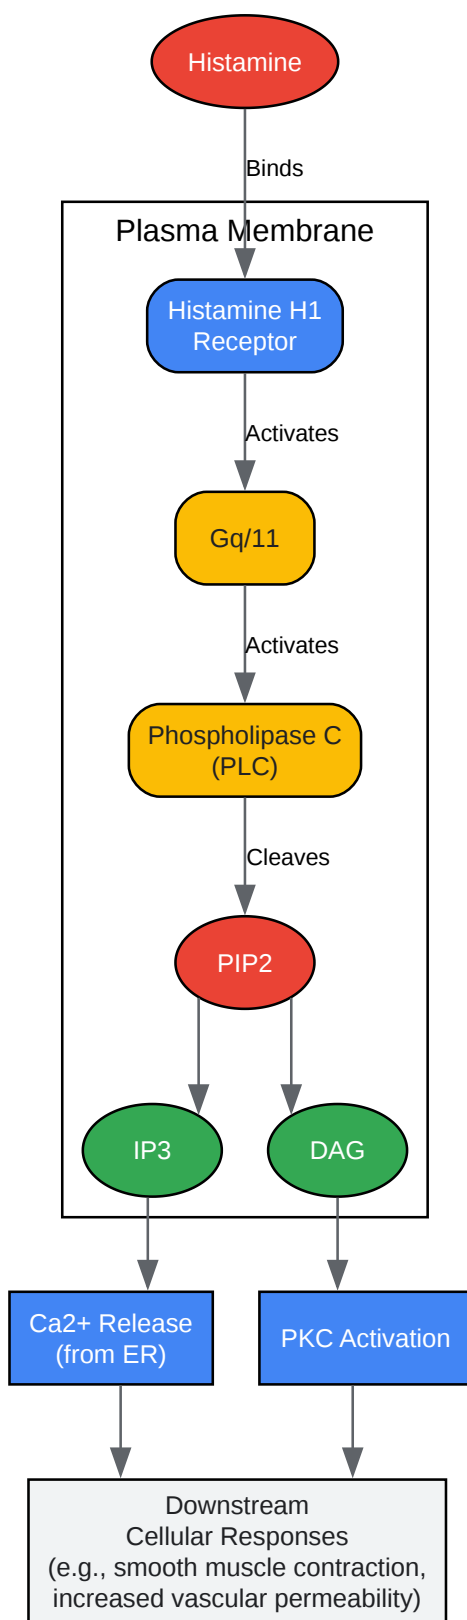 Histamine
Binds
Plasma Membrane
Histamine H1
Receptor
Activates
Gq/11
Activates
Phospholipase C
(PLC)
Cleaves
PIP2
IP3
DAG
Ca2+ Release
(from ER)
PKC Activation
Downstream
Cellular Responses
(e.g., smooth muscle contraction,
increased vascular permeability)